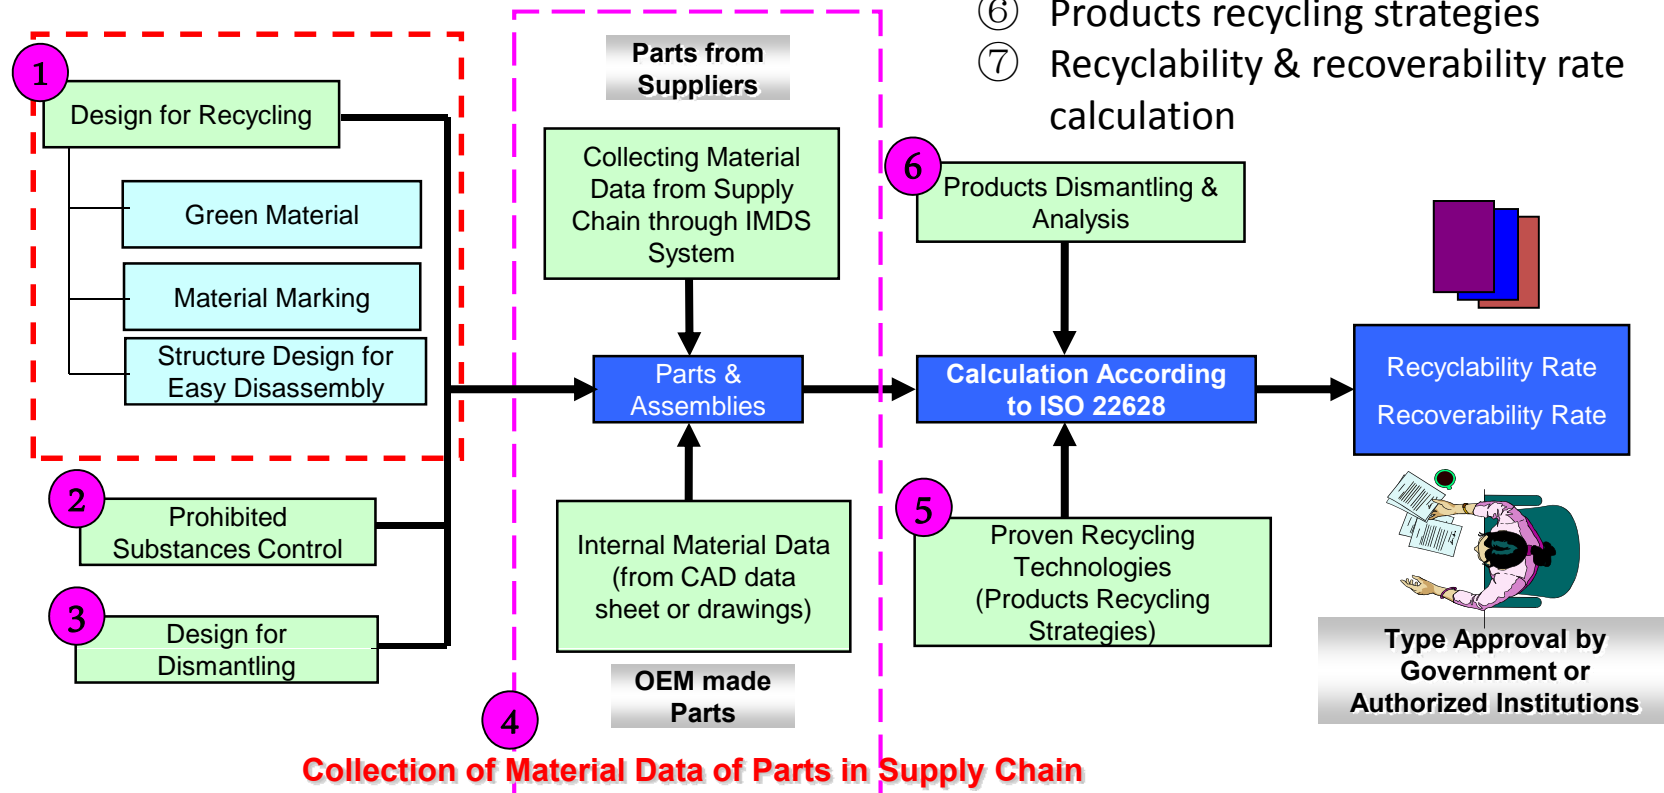 ⑥ Products recycling strategies
⑦ Recyclability & recoverability rate
calculation
1
Design for Recycling
Green Material
Material Marking
Structure Design for
Easy Disassembly
2
Prohibited
Substances Control
3
Design for
Dismantling
Parts from
Suppliers
Collecting Material
Data from Supply
Chain through IMDS
System
Parts &
Assemblies
Internal Material Data
(from CAD data
sheet or drawings)
OEM made
Parts
4
Collection of Material Data of Parts in Supply Chain
6
Products Dismantling &
Analysis
Calculation According
to ISO 22628
5
Proven Recycling
Technologies
(Products Recycling
Strategies)
Recyclability Rate
Recoverability Rate
Type Approval by
Government or
Authorized Institutions